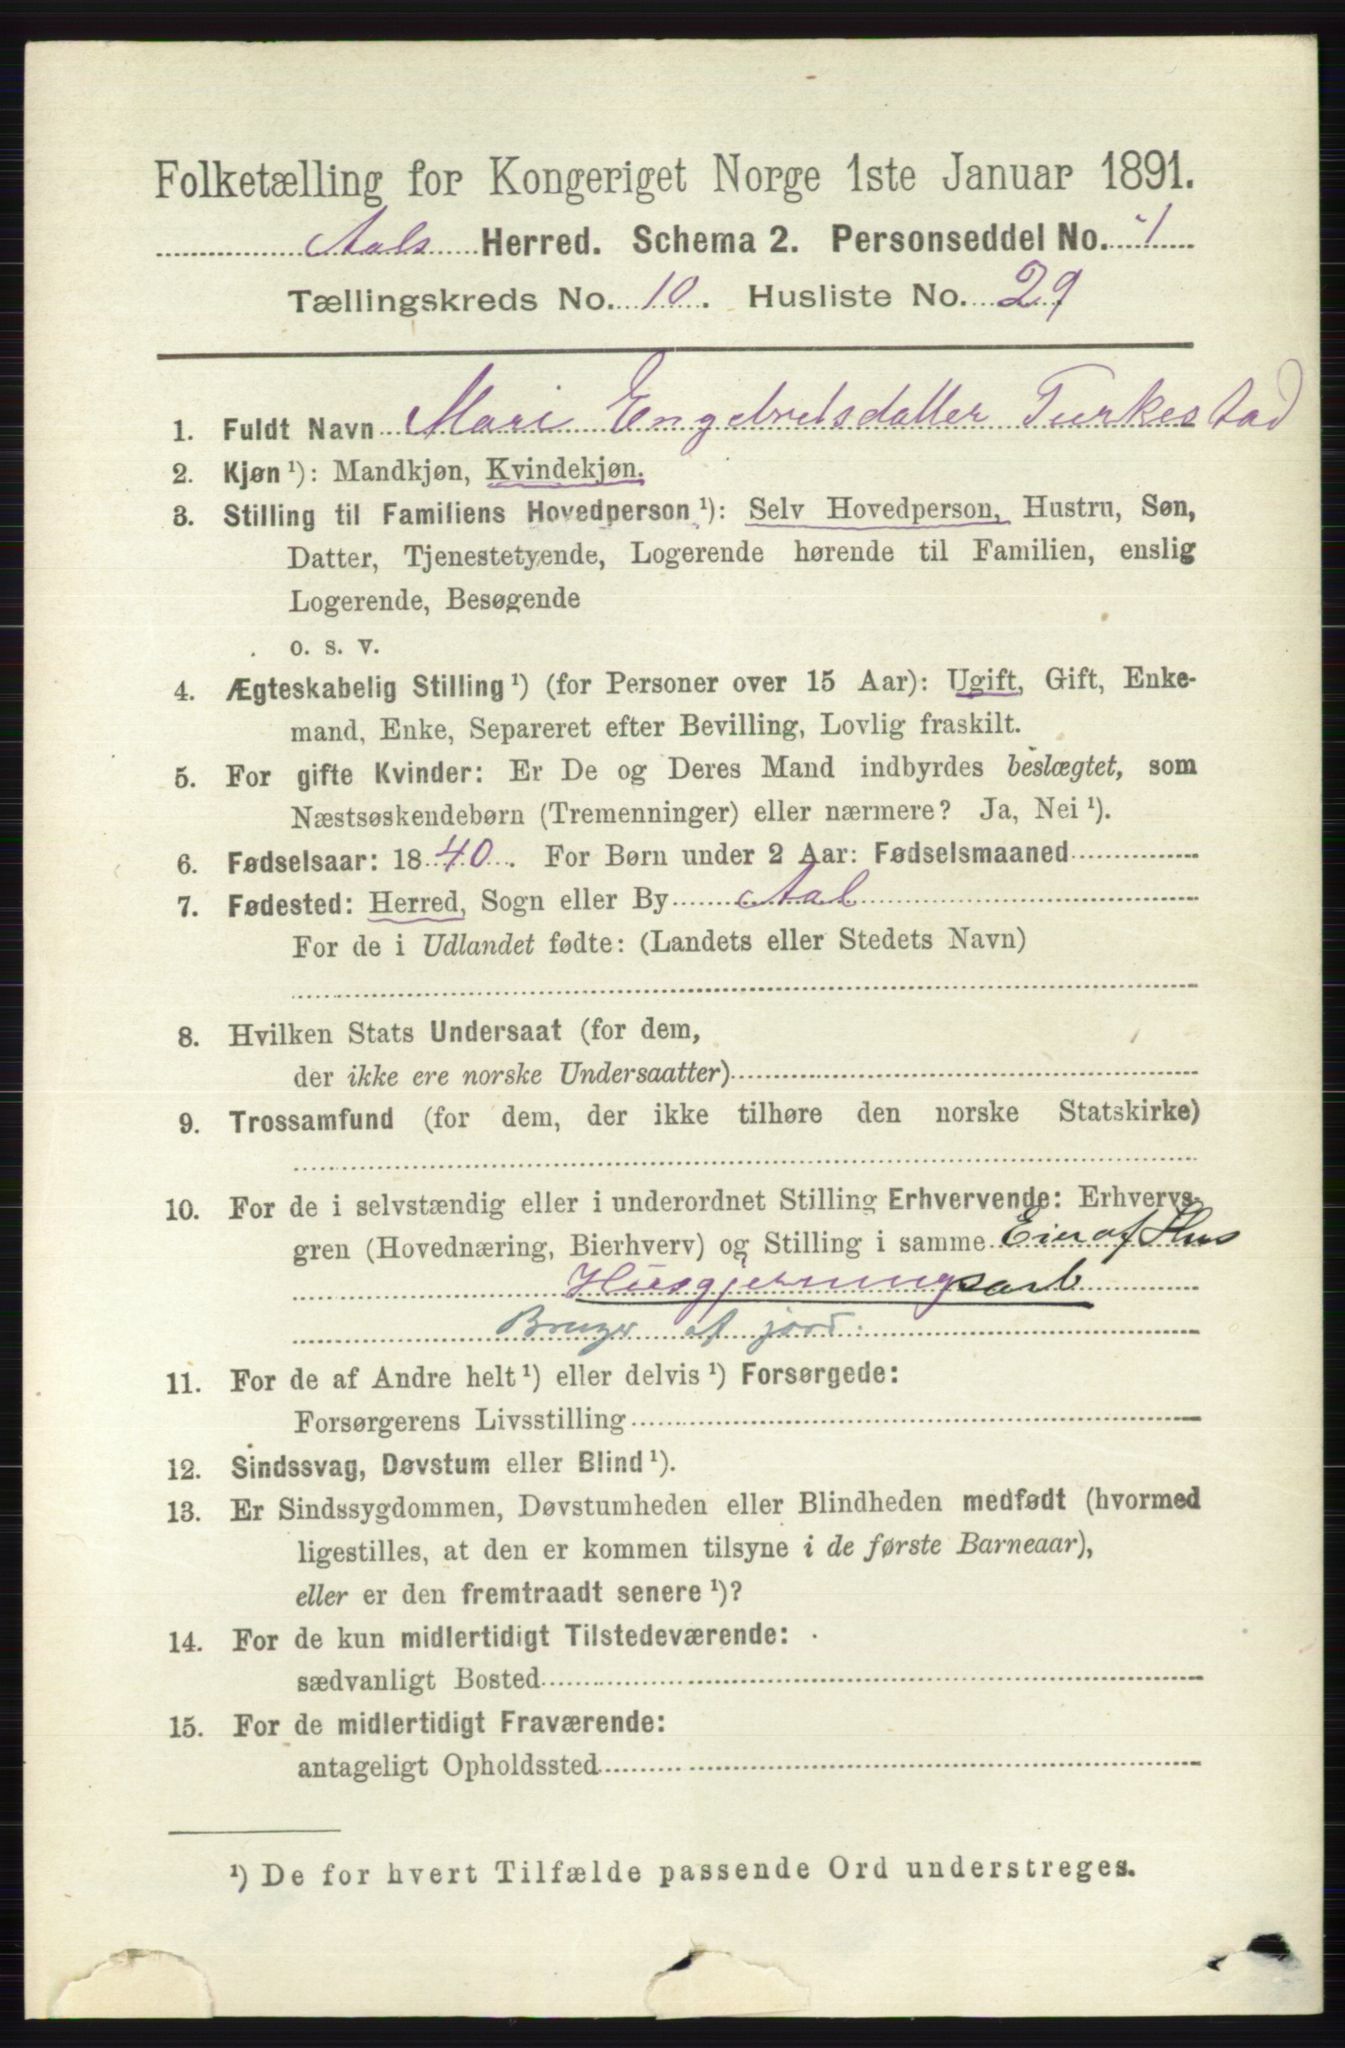 Folketælling for Kongeriget Norge 1ste Januar 1891.
Aals Herred. Schema 2. Personseddel No. 1
Tællingskreds No. 10. Husliste No. 29
1. Fuldt Navn Mari Engebretsdatter Turkestad
2. Kjøn ¹): Mandkjøn, Kvindekjøn.
3. Stilling til Familiens Hovedperson ¹): Selv Hovedperson, Hustru, Søn,
Datter, Tjenestetyende, Logerende hørende til Familien, enslig
Logerende, Besøgende
o. s. v.
4. Ægteskabelig Stilling ¹) (for Personer over 15 Aar): Ugift, Gift, Enke-
mand, Enke, Separeret efter Bevilling, Lovlig fraskilt.
5. For gifte Kvinder: Er De og Deres Mand indbyrdes beslægtet, som
Næstsøskendebørn (Tremenninger) eller nærmere? Ja, Nei ¹).
6. Fødselsaar: 1840. For Børn under 2 Aar: Fødselsmaaned
7. Fødested: Herred, Sogn eller By Aal
For de i Udlandet fødte: (Landets eller Stedets Navn)
8. Hvilken Stats Undersaat (for dem,
der ikke ere norske Undersaatter)
9. Trossamfund (for dem, der ikke tilhøre den norske Statskirke)
10. For de i selvstændig eller i underordnet Stilling Erhvervende: Erhvervs-
gren (Hovednæring, Bierhverv) og Stilling i samme Eier af Hus
Husgjerningsarb
Bruger af jord.
11. For de af Andre helt ¹) eller delvis ¹) Forsørgede:
Forsørgerens Livsstilling
12. Sindssvag, Døvstum eller Blind ¹).
13. Er Sindssygdommen, Døvstumheden eller Blindheden medfødt (hvormed
ligestilles, at den er kommen tilsyne i de første Barneaar),
eller er den fremtraadt senere ¹)?
14. For de kun midlertidigt Tilstedeværende:
sædvanligt Bosted
15. For de midlertidigt Fraværende:
antageligt Opholdssted
¹) De for hvert Tilfælde passende Ord understreges.